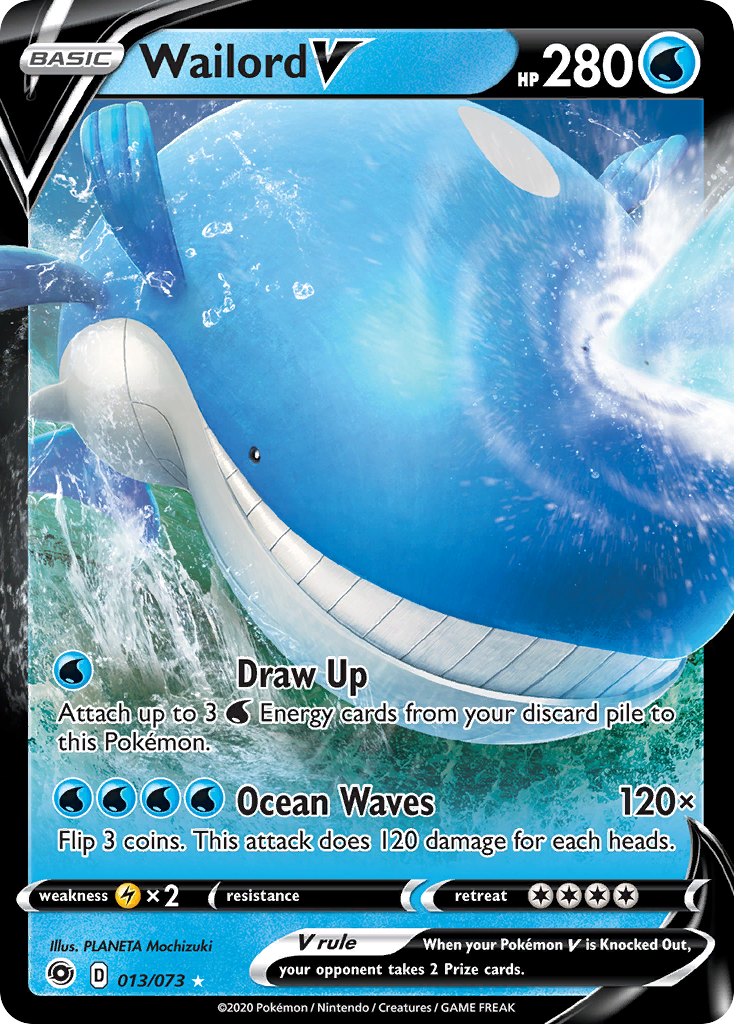 BASIC Wailord V HP 280
Draw Up
Attach up to 3 Energy cards from your discard pile to
this Pokémon.
Ocean Waves 120×
Flip 3 coins. This attack does 120 damage for each heads.
weakness ×2 resistance retreat
Illus. PLANETA Mochizuki
V rule When your Pokémon V is Knocked Out,
your opponent takes 2 Prize cards.
D 013/073
©2020 Pokémon / Nintendo / Creatures / GAME FREAK